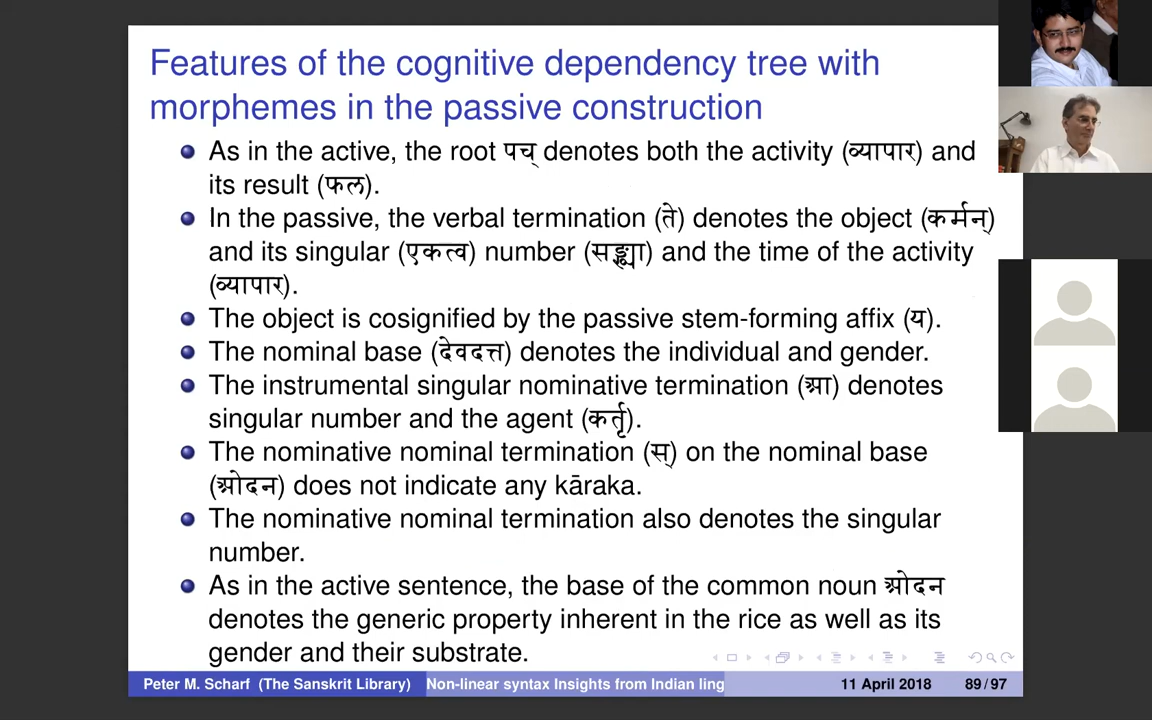 Features of the cognitive dependency tree with
morphemes in the passive construction
As in the active, the root पच् denotes both the activity (व्यापार) and
its result (फल).
In the passive, the verbal termination (ते) denotes the object (कर्मन्)
and its singular (एकत्व) number (सङ्ख्या) and the time of the activity
(व्यापार).
The object is cosignified by the passive stem-forming affix (य).
The nominal base (देवदत्त) denotes the individual and gender.
The instrumental singular nominative termination (आ) denotes
singular number and the agent (कर्तृ).
The nominative nominal termination (स्) on the nominal base
(ओदन) does not indicate any kāraka.
The nominative nominal termination also denotes the singular
number.
As in the active sentence, the base of the common noun ओदन
denotes the generic property inherent in the rice as well as its
gender and their substrate.
Peter M. Scharf (The Sanskrit Library) Non-linear syntax Insights from Indian ling 11 April 2018 89/97